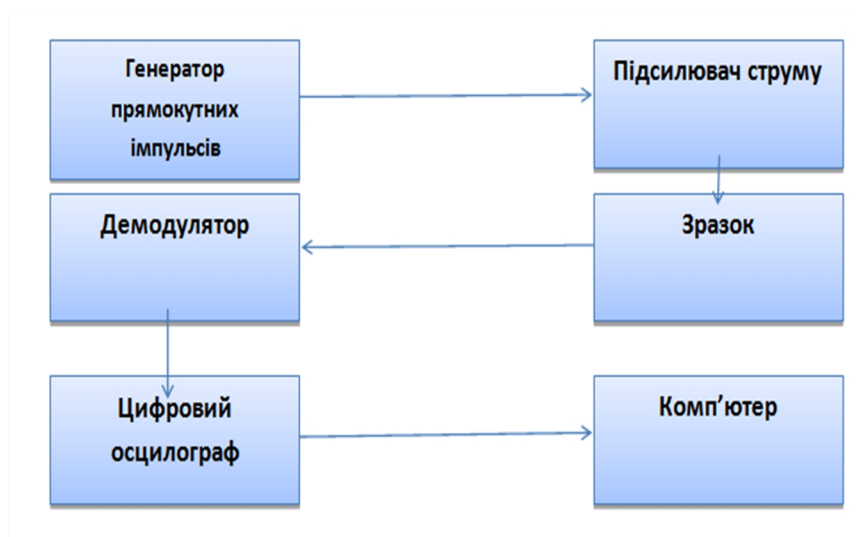 Генератор
прямокутних
імпульсів
Підсилювач струму
Демодулятор
Зразок
Цифровий
осцилограф
Комп’ютер